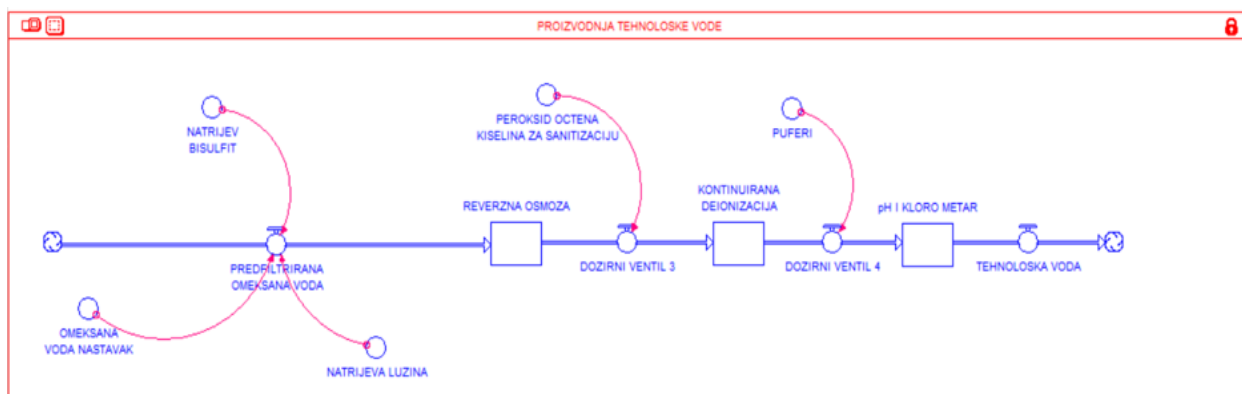 PROIZVODNJA TEHNOLOSKE VODE
NATRIJEV
BISULFIT
PEROKSID OCTENA
KISELINA ZA SANITIZACIJU
PUFERI
REVERZNA OSMOZA
KONTINUIRANA
DEIONIZACIJA
pH I KLORO METAR
PREDFILTRIRANA
OMEKSANA VODA
DOZIRNI VENTIL 3
DOZIRNI VENTIL 4
TEHNOLOSKA VODA
OMEKSANA
VODA NASTAVAK
NATRIJEVA LUZINA